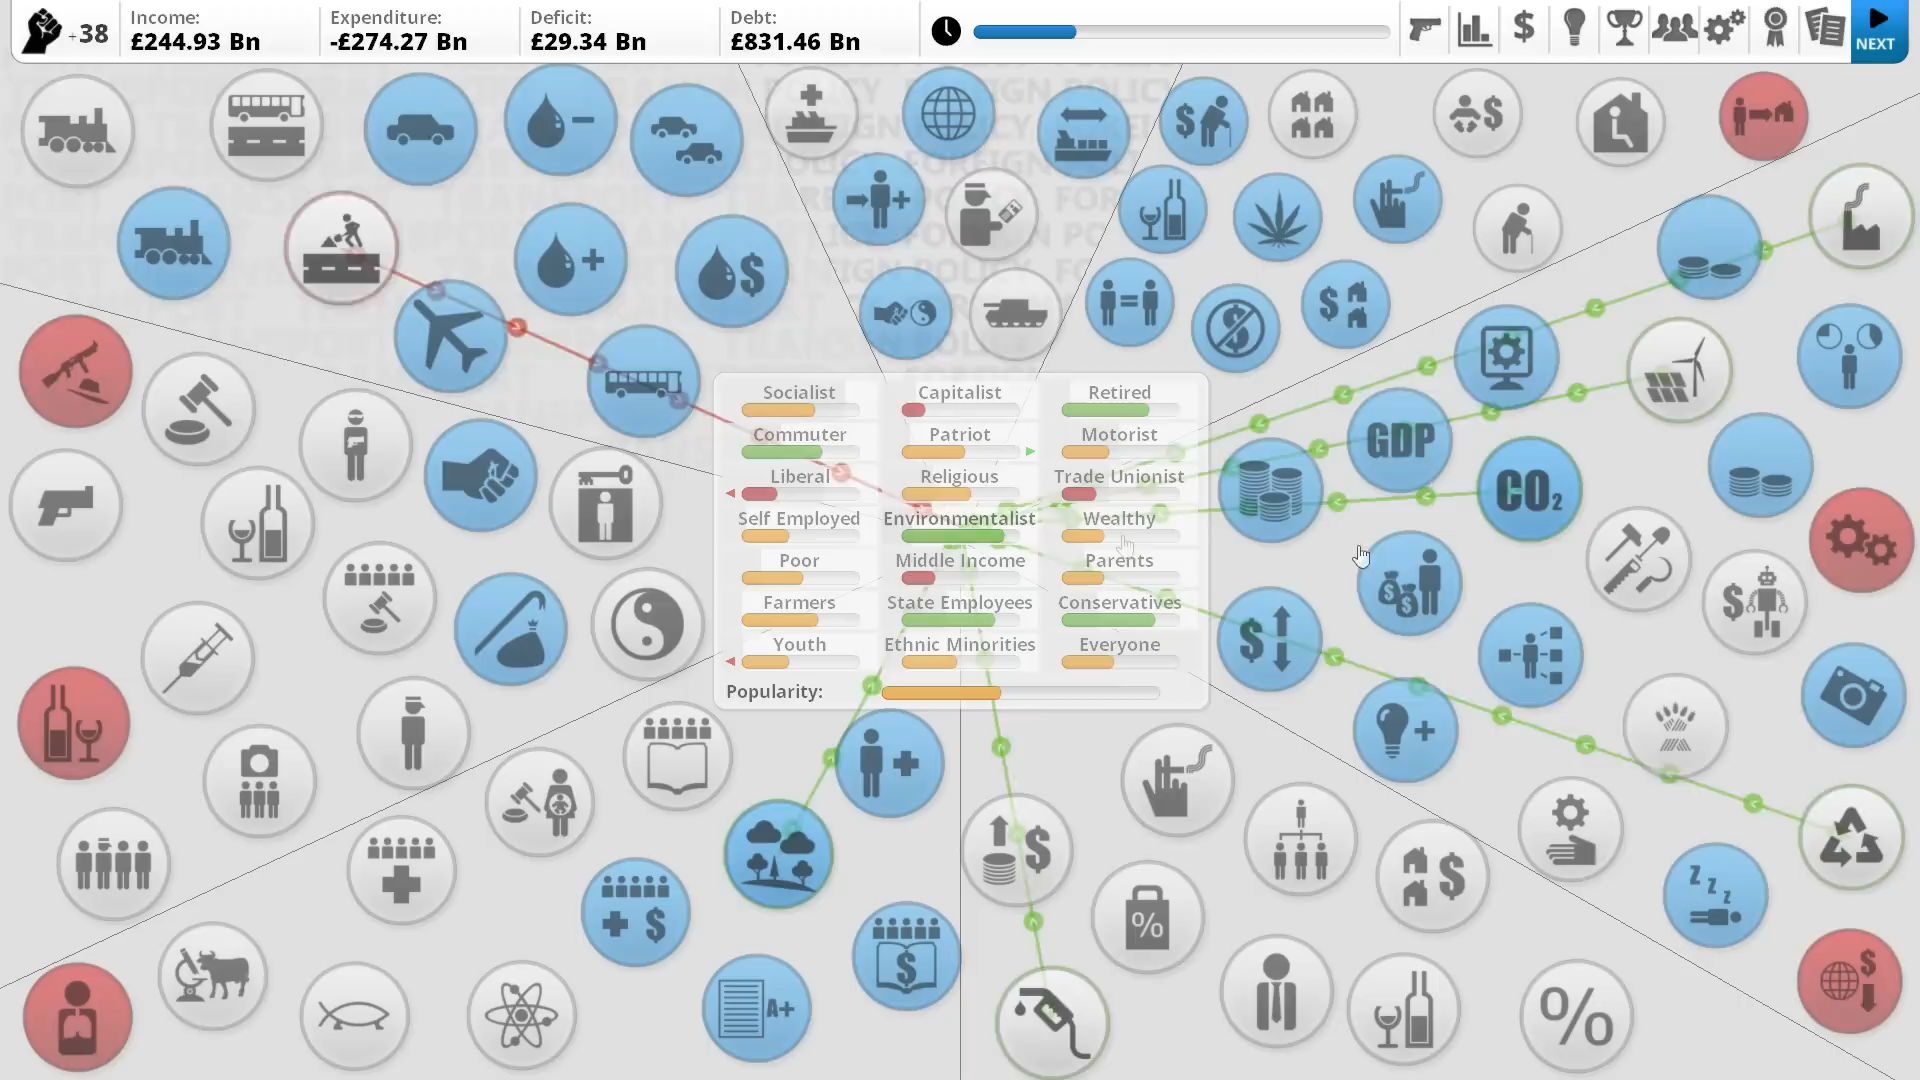 +38
Income:
£244.93 Bn
Expenditure:
-£274.27 Bn
Deficit:
£29.34 Bn
Debt:
£831.46 Bn
NEXT
FOREIGN POLICY
GDP
CO₂
Socialist Capitalist Retired
Commuter Patriot Motorist
Liberal Religious Trade Unionist
Self Employed Environmentalist Wealthy
Poor Middle Income Parents
Farmers State Employees Conservatives
Youth Ethnic Minorities Everyone
Popularity:
A+
%
z z z
%